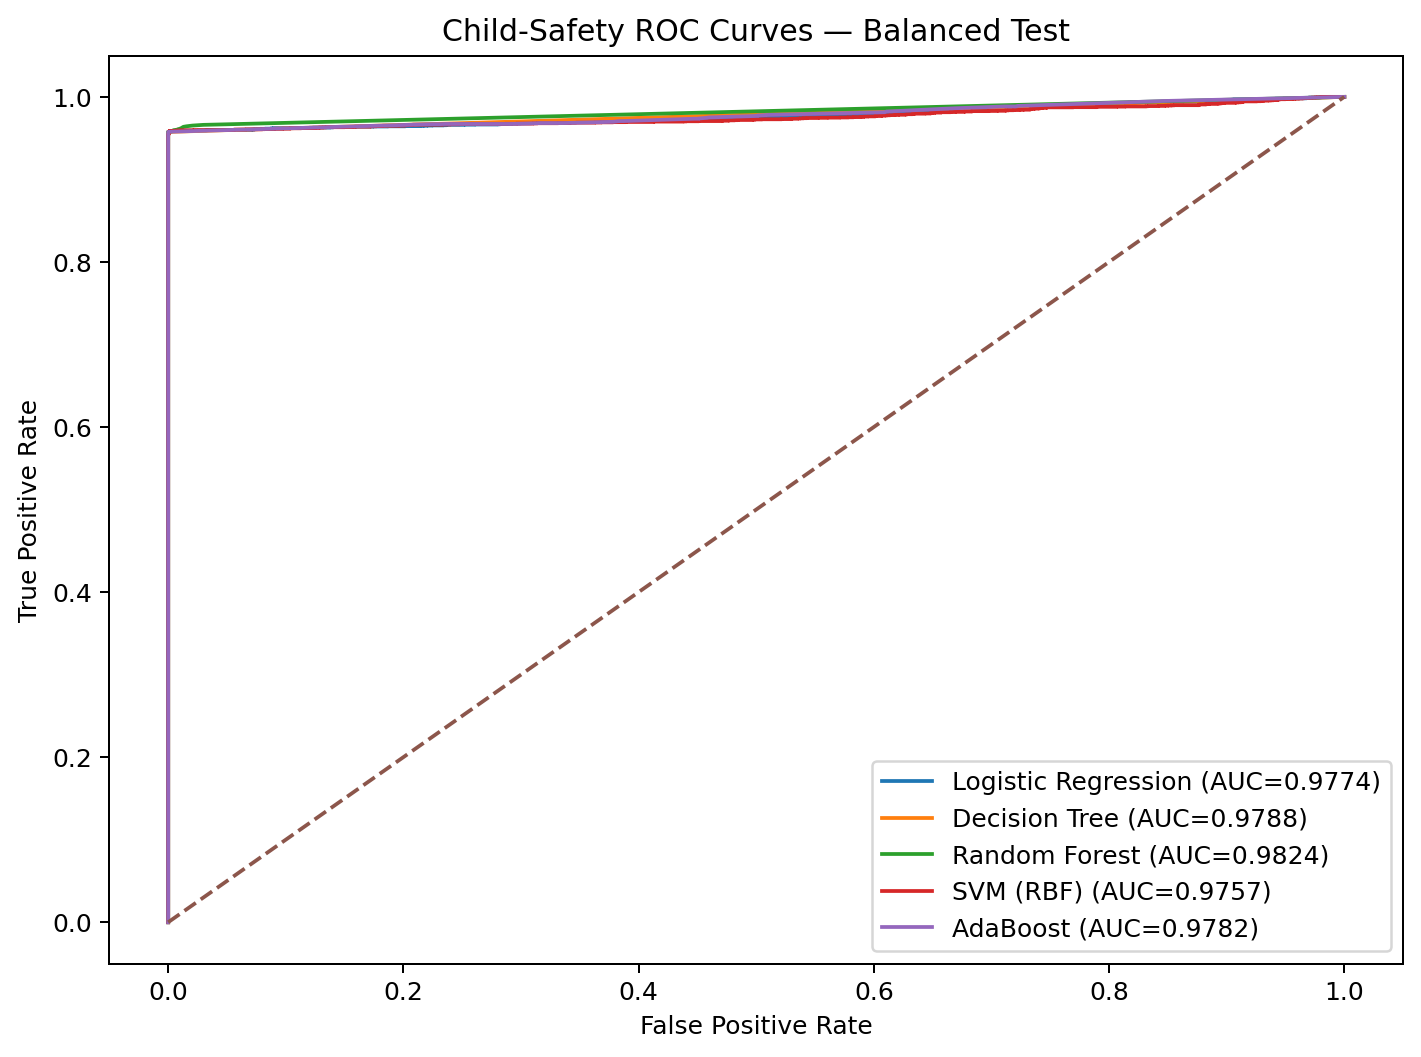 Child-Safety ROC Curves — Balanced Test
True Positive Rate
1.0
0.8
0.6
0.4
0.2
0.0
Logistic Regression (AUC=0.9774)
Decision Tree (AUC=0.9788)
Random Forest (AUC=0.9824)
SVM (RBF) (AUC=0.9757)
AdaBoost (AUC=0.9782)
0.0 0.2 0.4 0.6 0.8 1.0
False Positive Rate